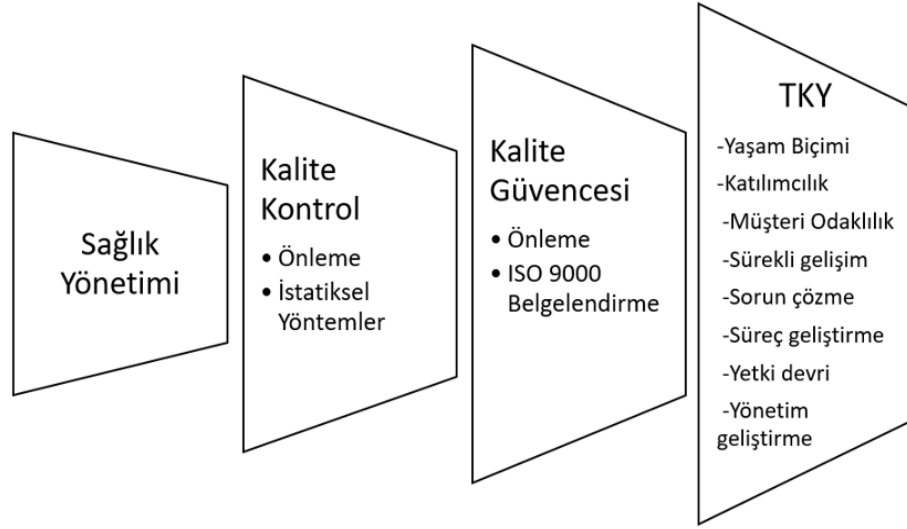 Sağlık
Yönetimi
Kalite
Kontrol
• Önleme
• İstatiksel
Yöntemler
Kalite
Güvencesi
• Önleme
• ISO 9000
Belgelendirme
TKY
-Yaşam Biçimi
-Katılımcılık
-Müşteri Odaklılık
-Sürekli gelişim
-Sorun çözme
-Süreç geliştirme
-Yetki devri
-Yönetim
geliştirme